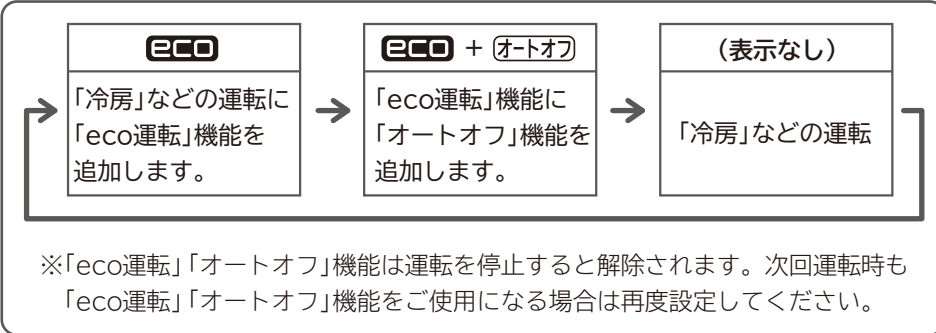 eco
「冷房」などの運転に
「eco運転」機能を
追加します。
eco + オートオフ
「eco運転」機能に
「オートオフ」機能を
追加します。
(表示なし)
「冷房」などの運転
※「eco運転」「オートオフ」機能は運転を停止すると解除されます。次回運転時も
「eco運転」「オートオフ」機能をご使用になる場合は再度設定してください。